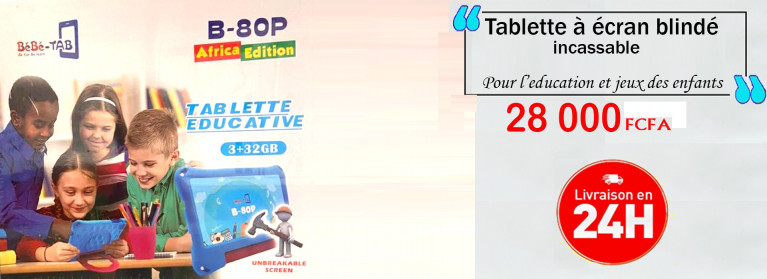 BéBé-TAB
B-80P
Africa Edition
TABLETTE
EDUCATIVE
3+32GB
B-80P
UNBREAKABLE
SCREEN
Tablette à écran blindé
incassable
Pour l'education et jeux des enfants
28 000 FCFA
Livraison en
24H